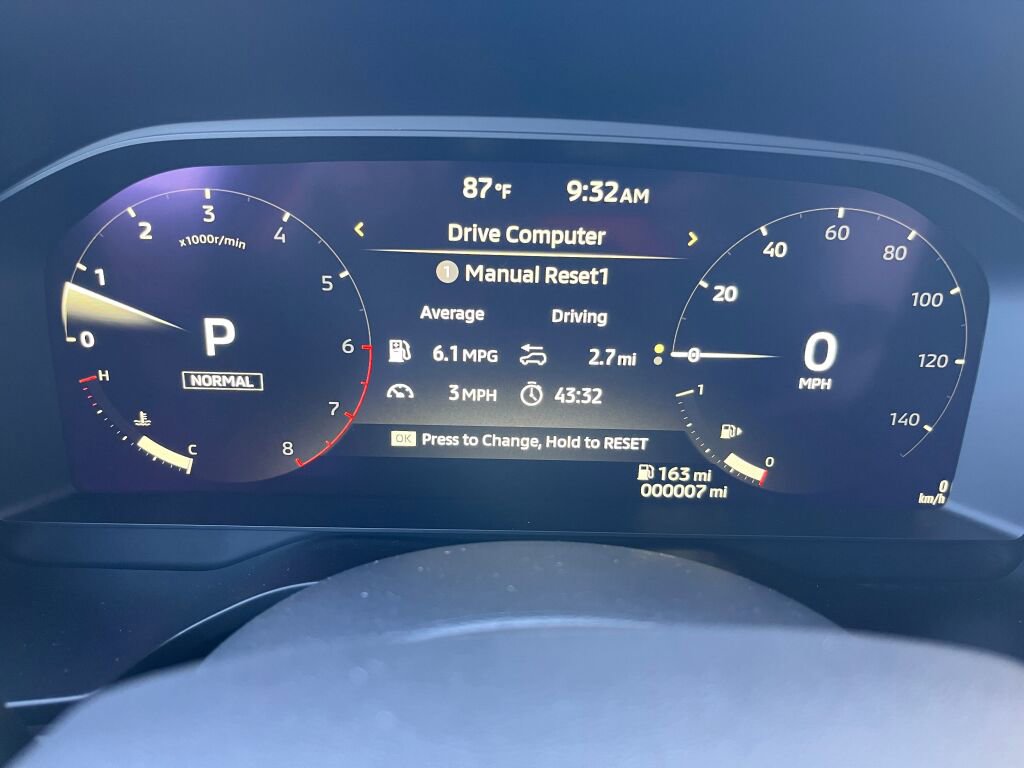 87°F 9:32AM
< Drive Computer >
1 Manual Reset1
Average Driving
6.1 MPG 2.7 mi
3 MPH 43:32
OK Press to Change, Hold to RESET
163 mi
000007 mi
0 1 2 3 4 5 6 7 8
x1000r/min
P
NORMAL
H
C
0 20 40 60 80 100 120 140
0
MPH
1
0
0
km/h